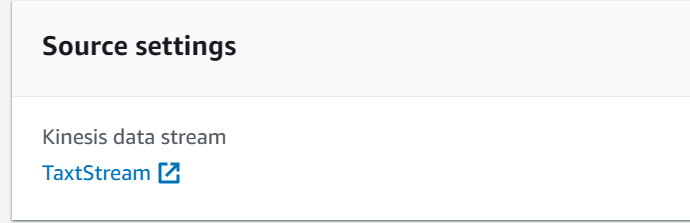 Source settings
Kinesis data stream
TaxtStream